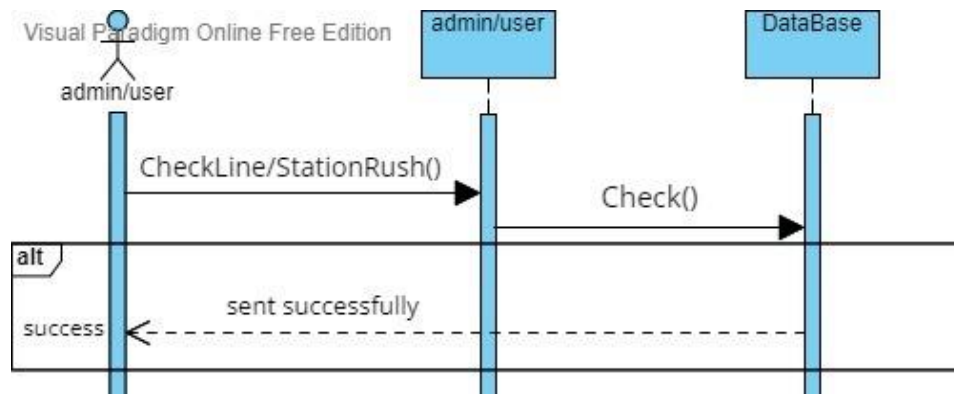 Visual Paradigm Online Free Edition
admin/user
DataBase
admin/user
CheckLine/StationRush()
Check()
alt
sent successfully
success